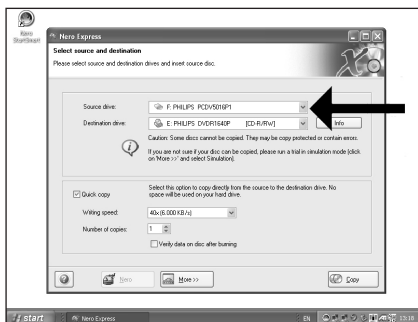 Nero
StartSmart
Nero Express
Select source and destination
Please select source and destination drives and insert source disc.
Source drive: F: PHILIPS PCDV5016P1
Destination drive: E: PHILIPS DVDR1640P [CD-R/RW] Info
Caution: Some discs cannot be copied. They may be copy protected or contain errors.
If you are not sure if your disc can be copied, please run a trial in simulation mode (click
on 'More >>' and select Simulation).
Quick copy
Select this option to copy directly from the source to the destination drive. No
space will be used on your hard drive.
Writing speed: 40x (6.000 KB/s)
Number of copies: 1
Verify data on disc after burning
Nero More >> Copy
start Nero Express EN 13:18